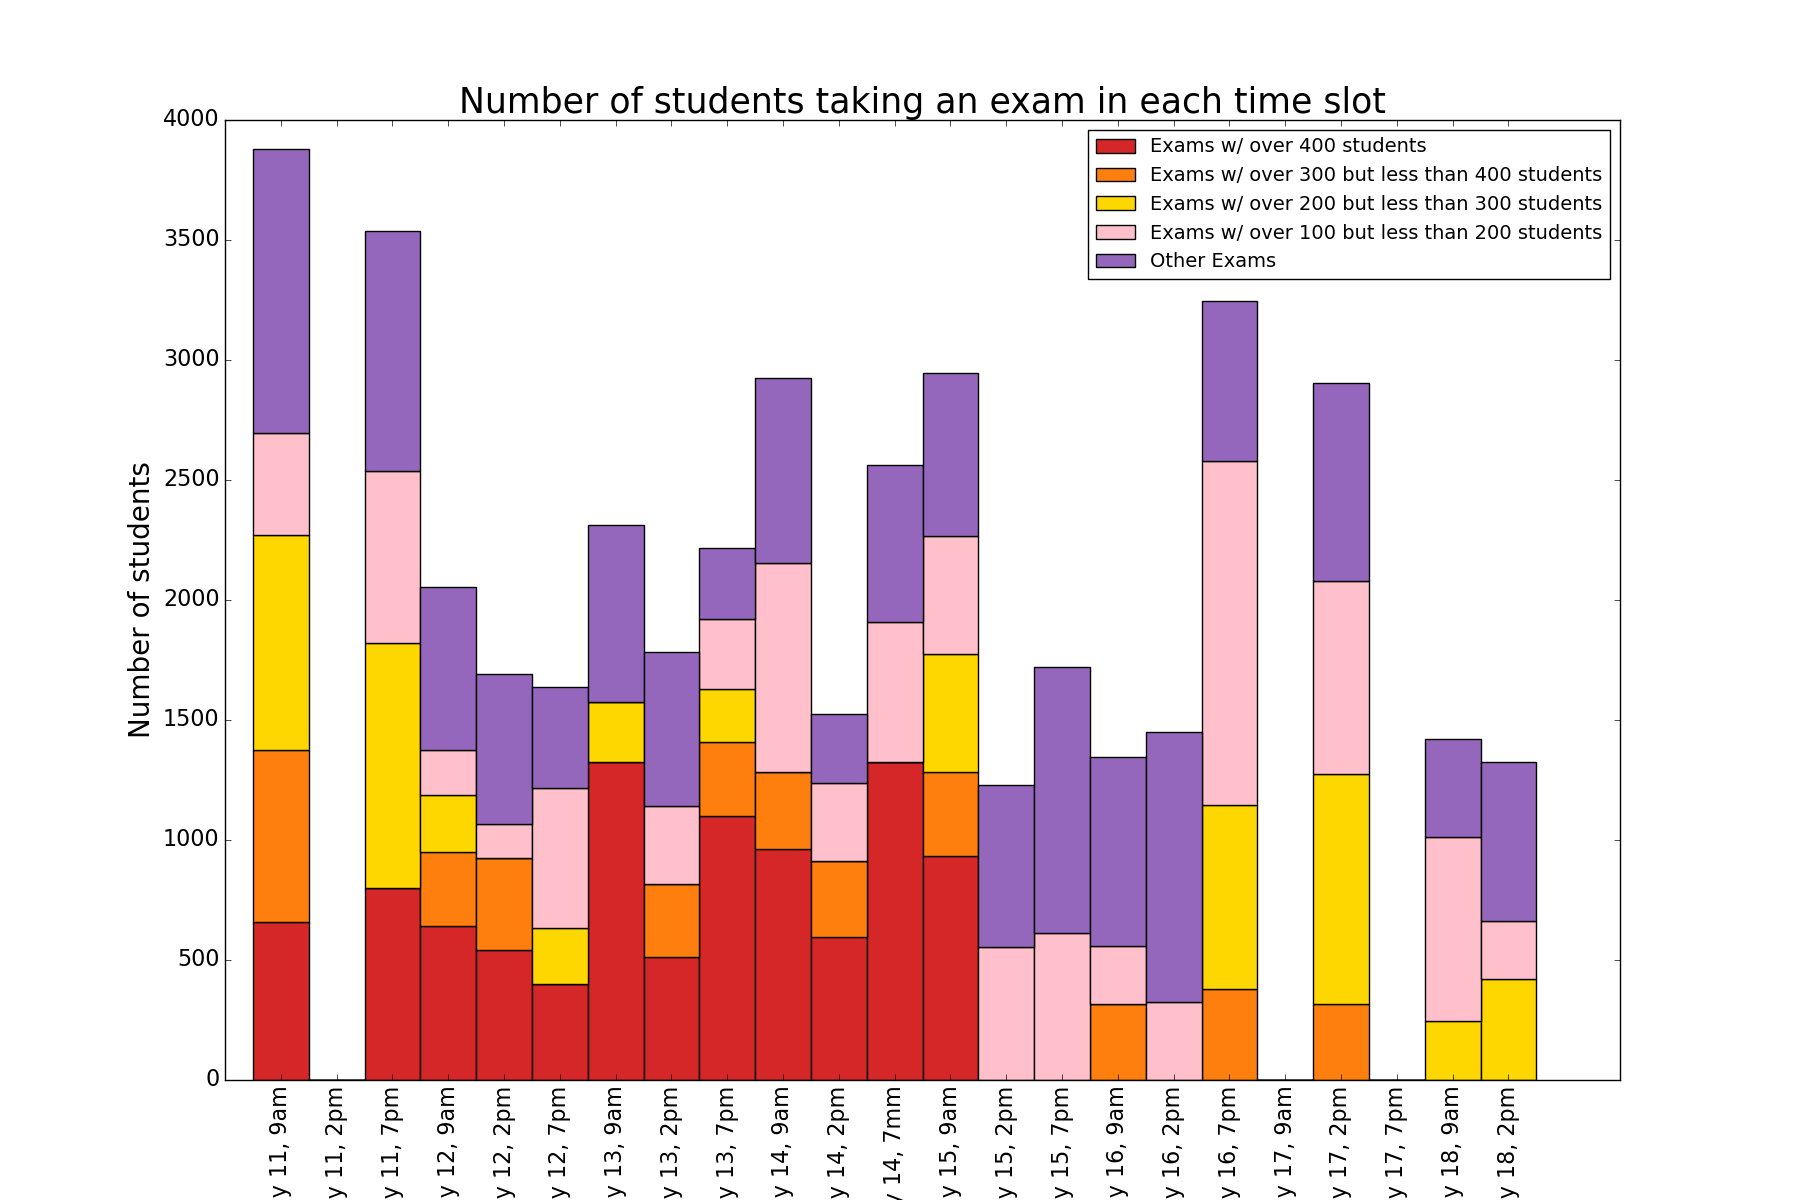 Number of students taking an exam in each time slot
Exams w/ over 400 students
Exams w/ over 300 but less than 400 students
Exams w/ over 200 but less than 300 students
Exams w/ over 100 but less than 200 students
Other Exams
Number of students
4000
3500
3000
2500
2000
1500
1000
500
0
y 11, 9am
y 11, 2pm
y 11, 7pm
y 12, 9am
y 12, 2pm
y 12, 7pm
y 13, 9am
y 13, 2pm
y 13, 7pm
y 14, 9am
y 14, 2pm
y 14, 7mm
y 15, 9am
y 15, 2pm
y 15, 7pm
y 16, 9am
y 16, 2pm
y 16, 7pm
y 17, 9am
y 17, 2pm
y 17, 7pm
y 18, 9am
y 18, 2pm